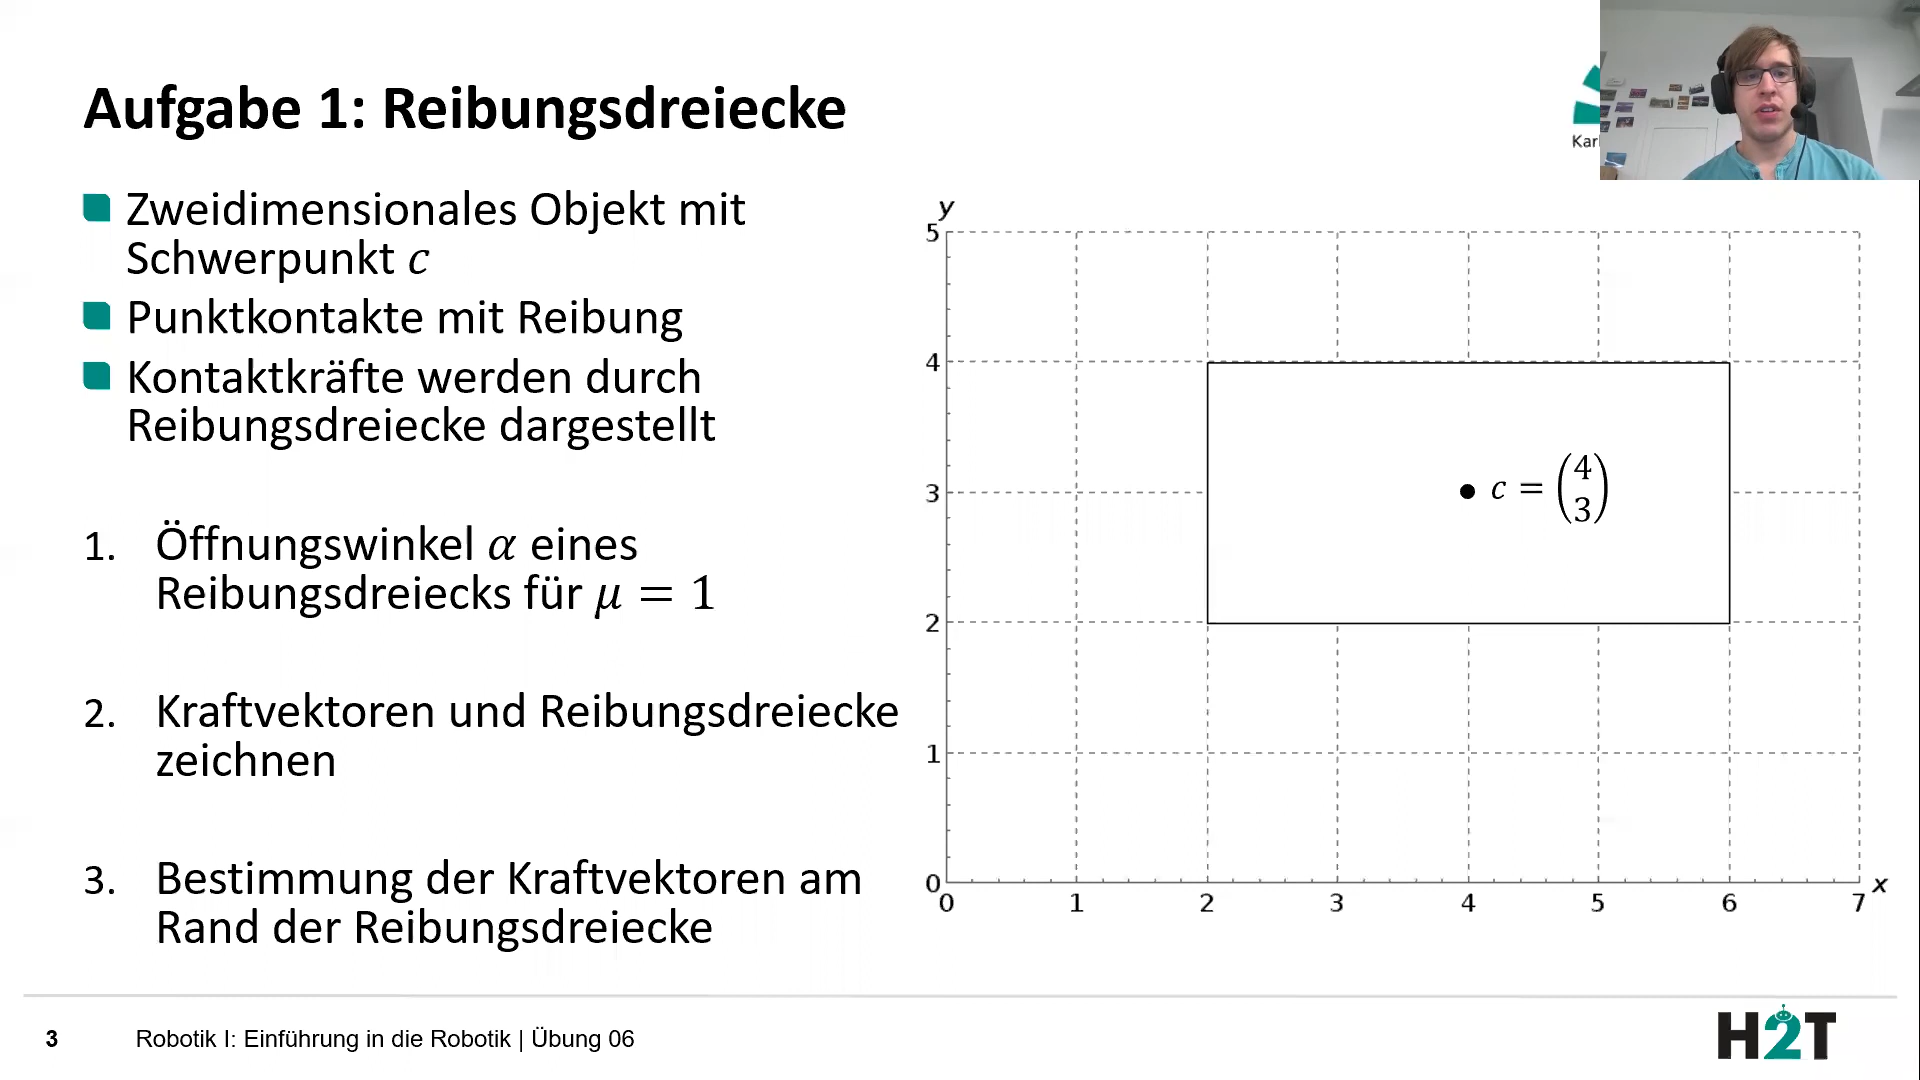 Aufgabe 1: Reibungsdreiecke
Kar
Zweidimensionales Objekt mit
Schwerpunkt c
Punktkontakte mit Reibung
Kontaktkräfte werden durch
Reibungsdreiecke dargestellt
1. Öffnungswinkel α eines
Reibungsdreiecks für μ = 1
2. Kraftvektoren und Reibungsdreiecke
zeichnen
3. Bestimmung der Kraftvektoren am
Rand der Reibungsdreiecke
y
5
4
3
2
1
0
c = (4 3)
0 1 2 3 4 5 6 7 x
3 Robotik I: Einführung in die Robotik | Übung 06
H2T